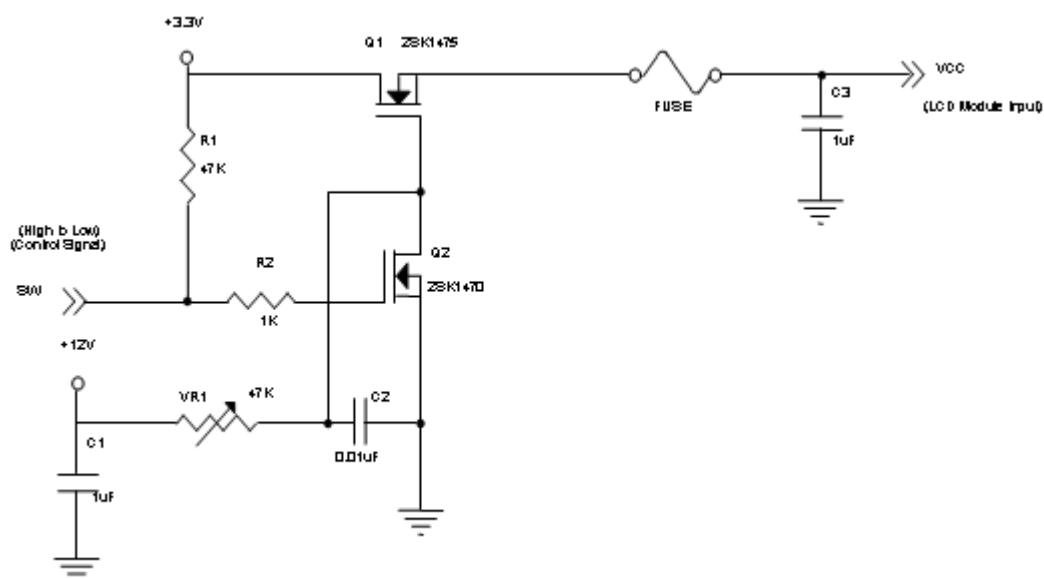 +3.3V
Q1 2SK1475
FUSE
VCC
(LCD Module Input)
C3
1uF
R1
47K
(High to Low)
(Control Signal)
SW
R2
1K
Q2
2SK1470
+12V
VR1
47K
C2
0.01uF
C1
1uF